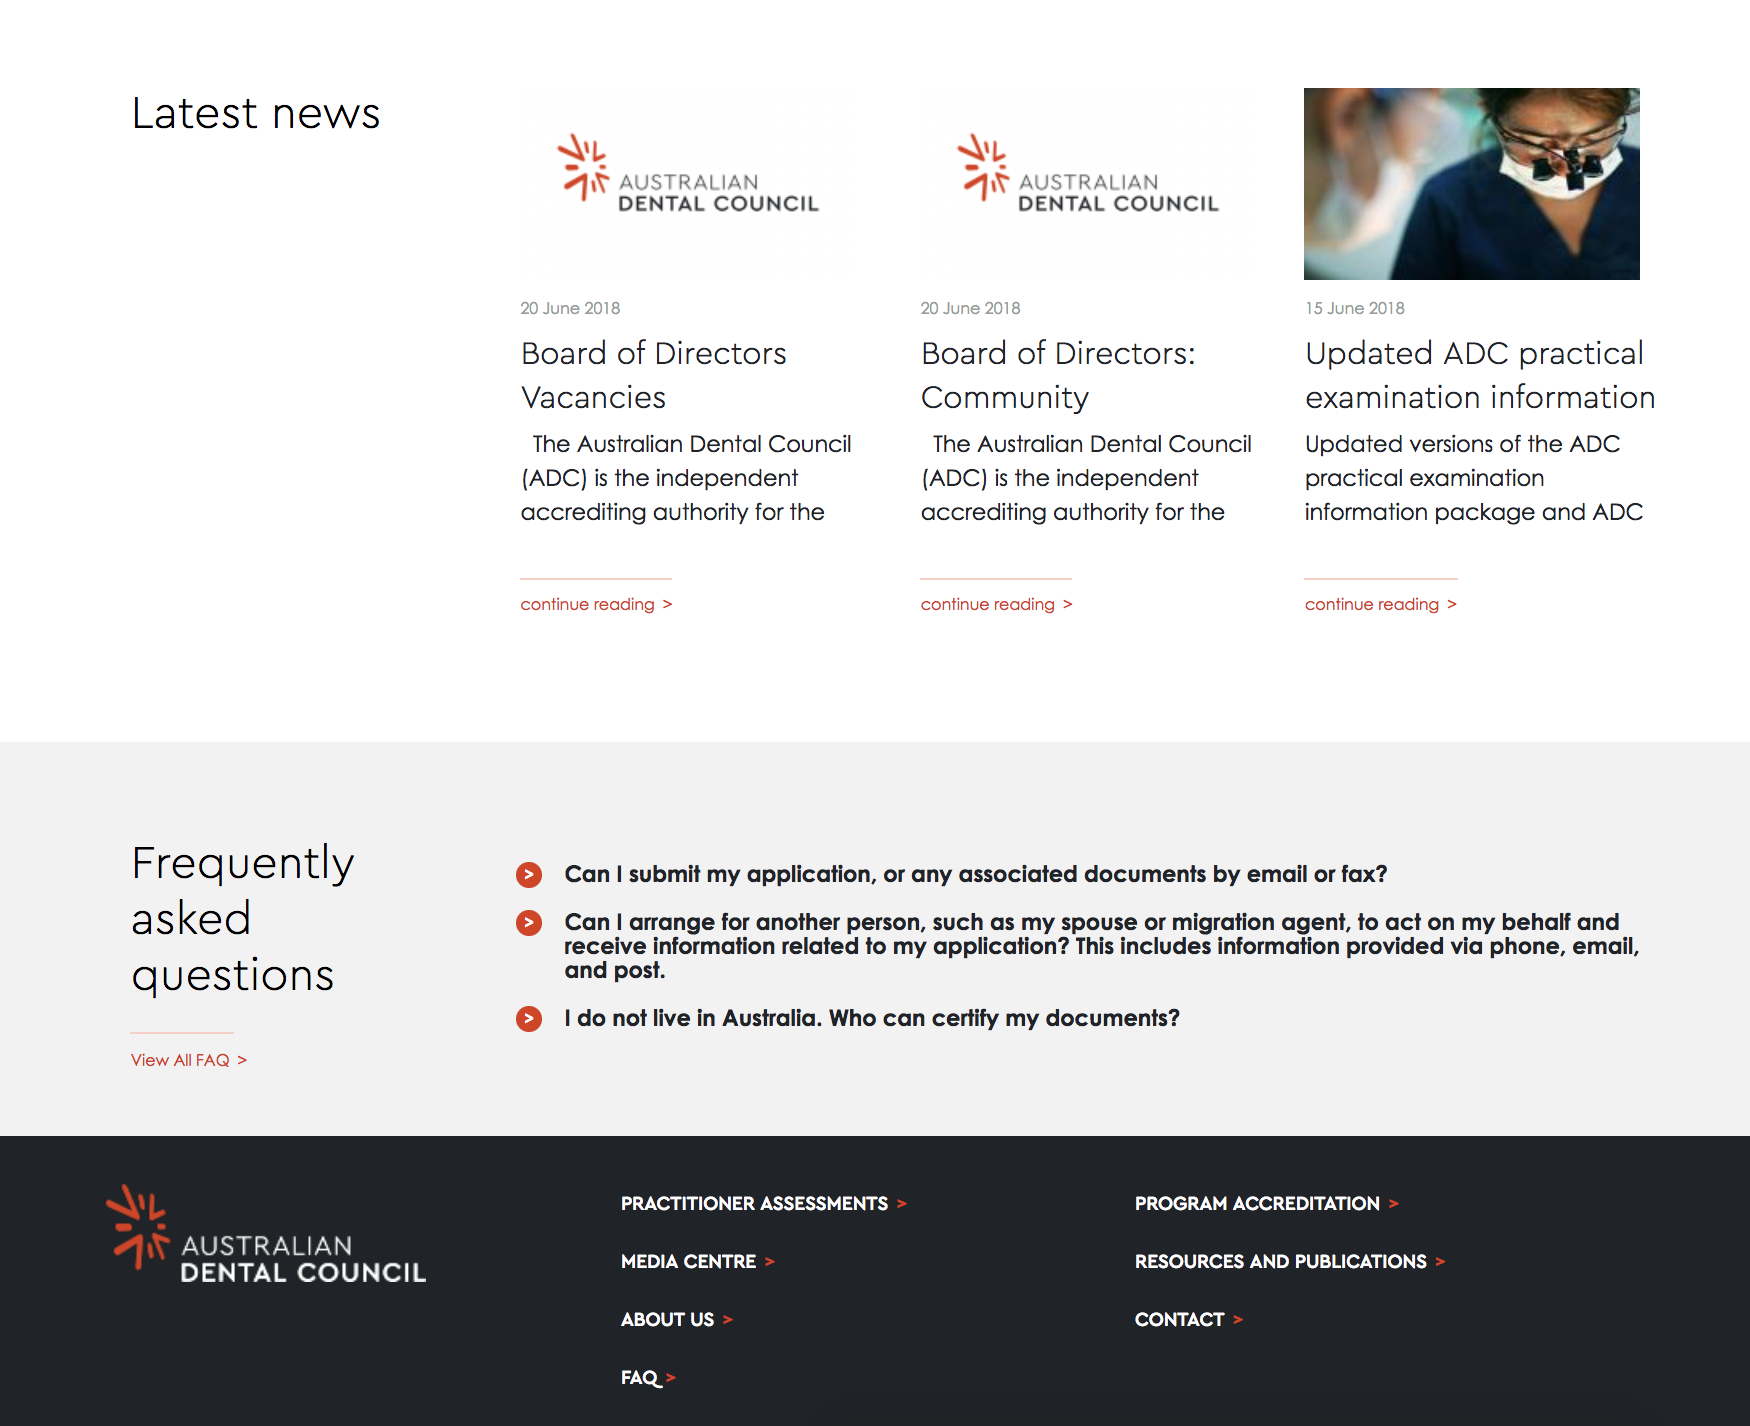 Latest news
AUSTRALIAN
DENTAL COUNCIL
20 June 2018
Board of Directors
Vacancies
The Australian Dental Council
(ADC) is the independent
accrediting authority for the
continue reading >
AUSTRALIAN
DENTAL COUNCIL
20 June 2018
Board of Directors:
Community
The Australian Dental Council
(ADC) is the independent
accrediting authority for the
continue reading >
15 June 2018
Updated ADC practical
examination information
Updated versions of the ADC
practical examination
information package and ADC
continue reading >
Frequently
asked
questions
View All FAQ >
> Can I submit my application, or any associated documents by email or fax?
> Can I arrange for another person, such as my spouse or migration agent, to act on my behalf and
receive information related to my application? This includes information provided via phone, email,
and post.
> I do not live in Australia. Who can certify my documents?
AUSTRALIAN
DENTAL COUNCIL
PRACTITIONER ASSESSMENTS >
MEDIA CENTRE >
ABOUT US >
FAQ >
PROGRAM ACCREDITATION >
RESOURCES AND PUBLICATIONS >
CONTACT >